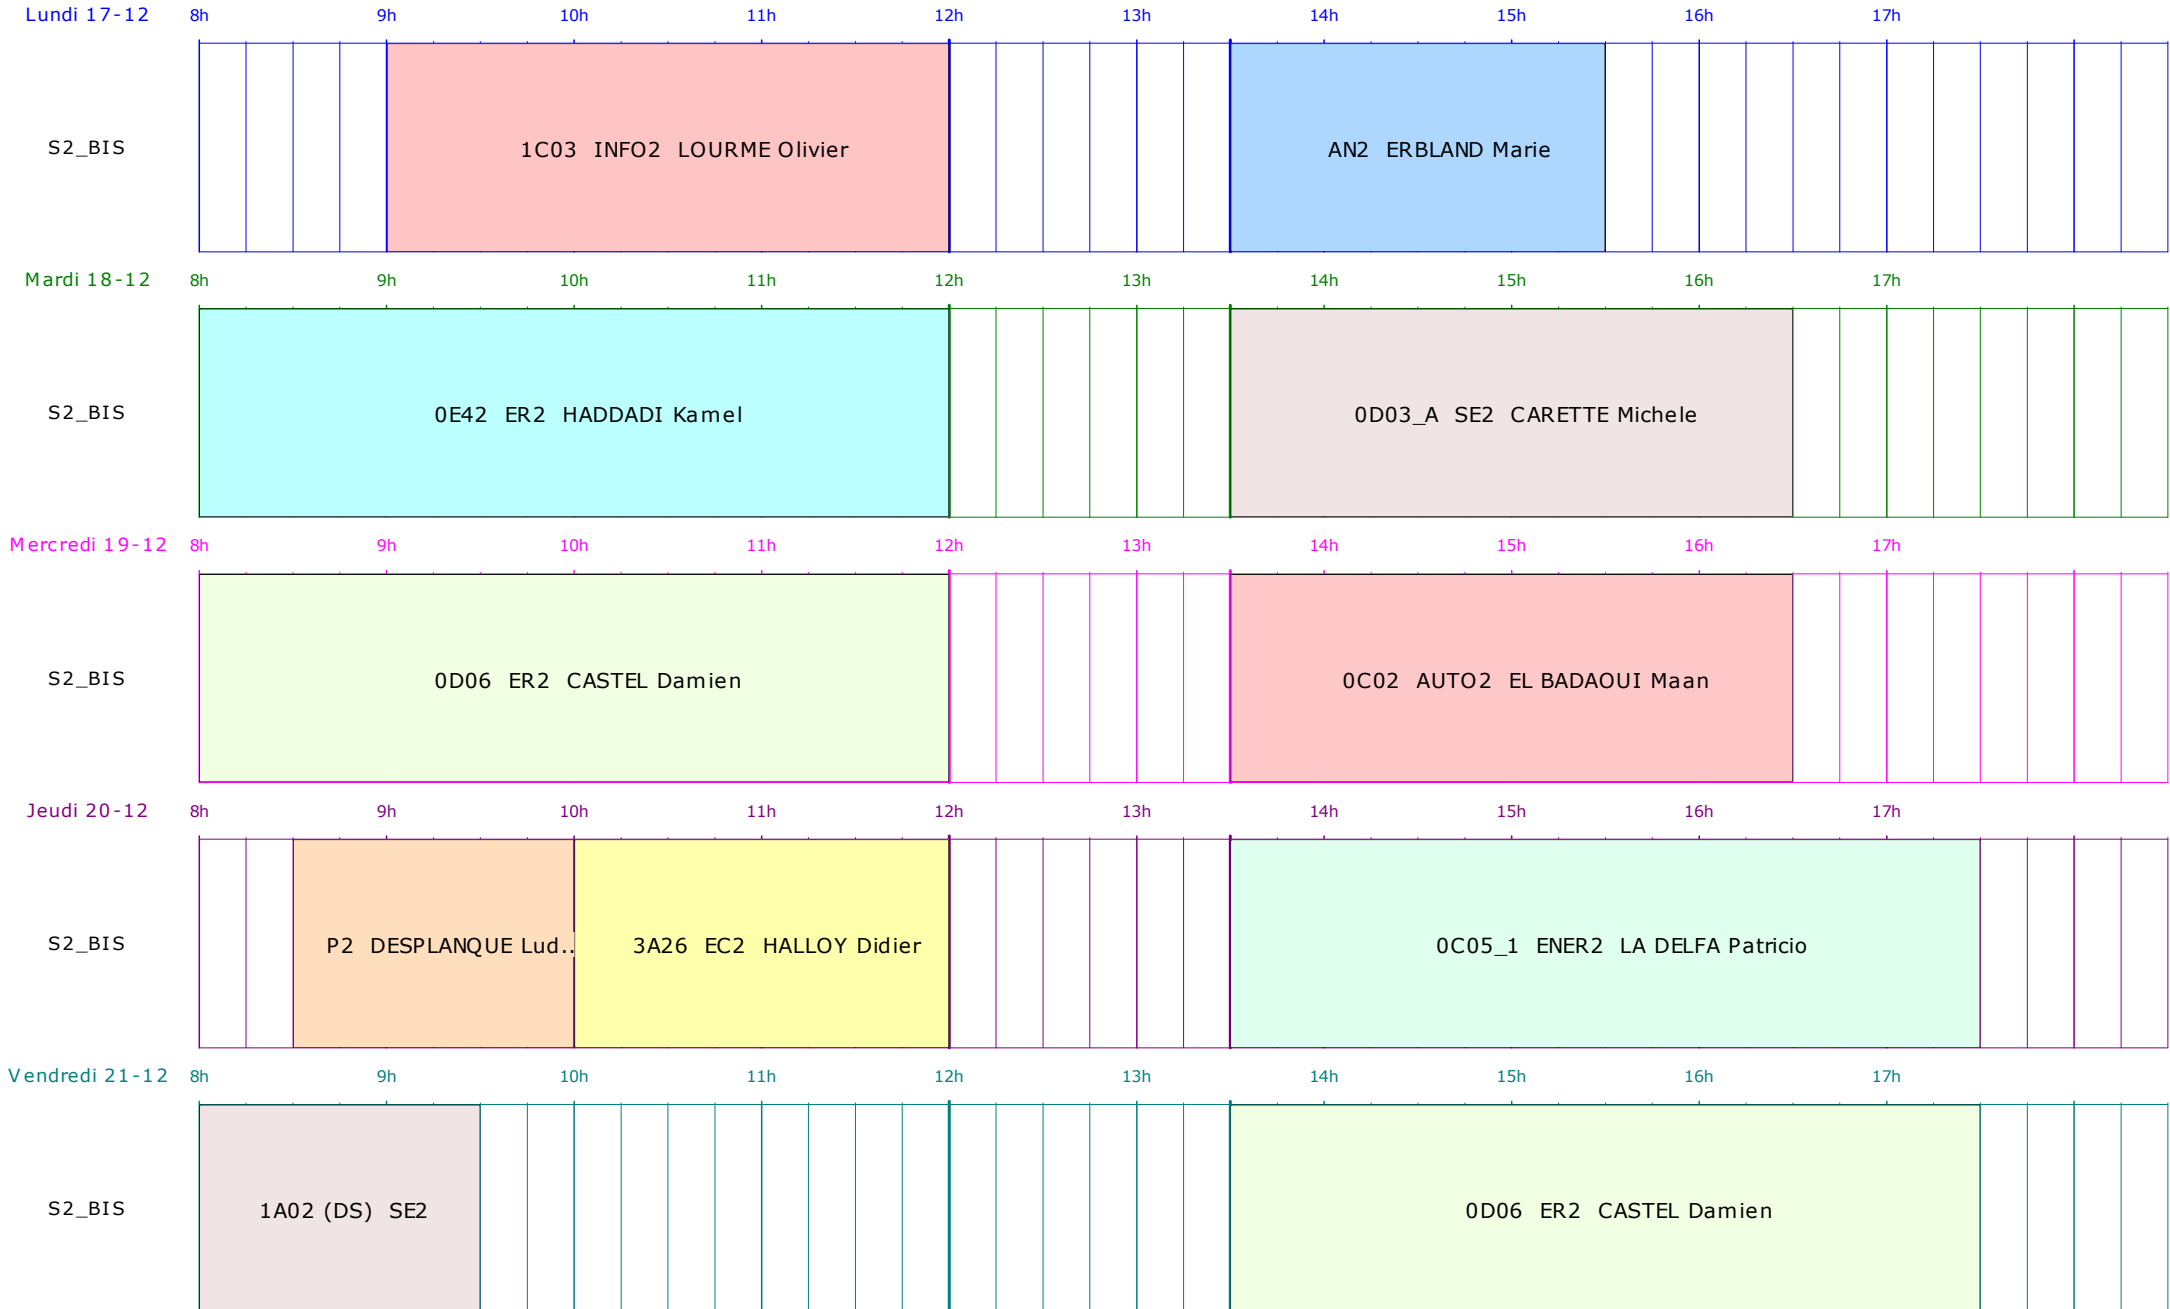 Lundi 17-12 8h 9h 10h 11h 12h 13h 14h 15h 16h 17h
S2_BIS 1C03 INFO2 LOURME Olivier AN2 ERBLAND Marie
Mardi 18-12 8h 9h 10h 11h 12h 13h 14h 15h 16h 17h
S2_BIS 0E42 ER2 HADDADI Kamel 0D03_A SE2 CARETTE Michele
Mercredi 19-12 8h 9h 10h 11h 12h 13h 14h 15h 16h 17h
S2_BIS 0D06 ER2 CASTEL Damien 0C02 AUTO2 EL BADAOUI Maan
Jeudi 20-12 8h 9h 10h 11h 12h 13h 14h 15h 16h 17h
S2_BIS P2 DESPLANQUE Lud.. 3A26 EC2 HALLOY Didier 0C05_1 ENER2 LA DELFA Patricio
Vendredi 21-12 8h 9h 10h 11h 12h 13h 14h 15h 16h 17h
S2_BIS 1A02 (DS) SE2 0D06 ER2 CASTEL Damien